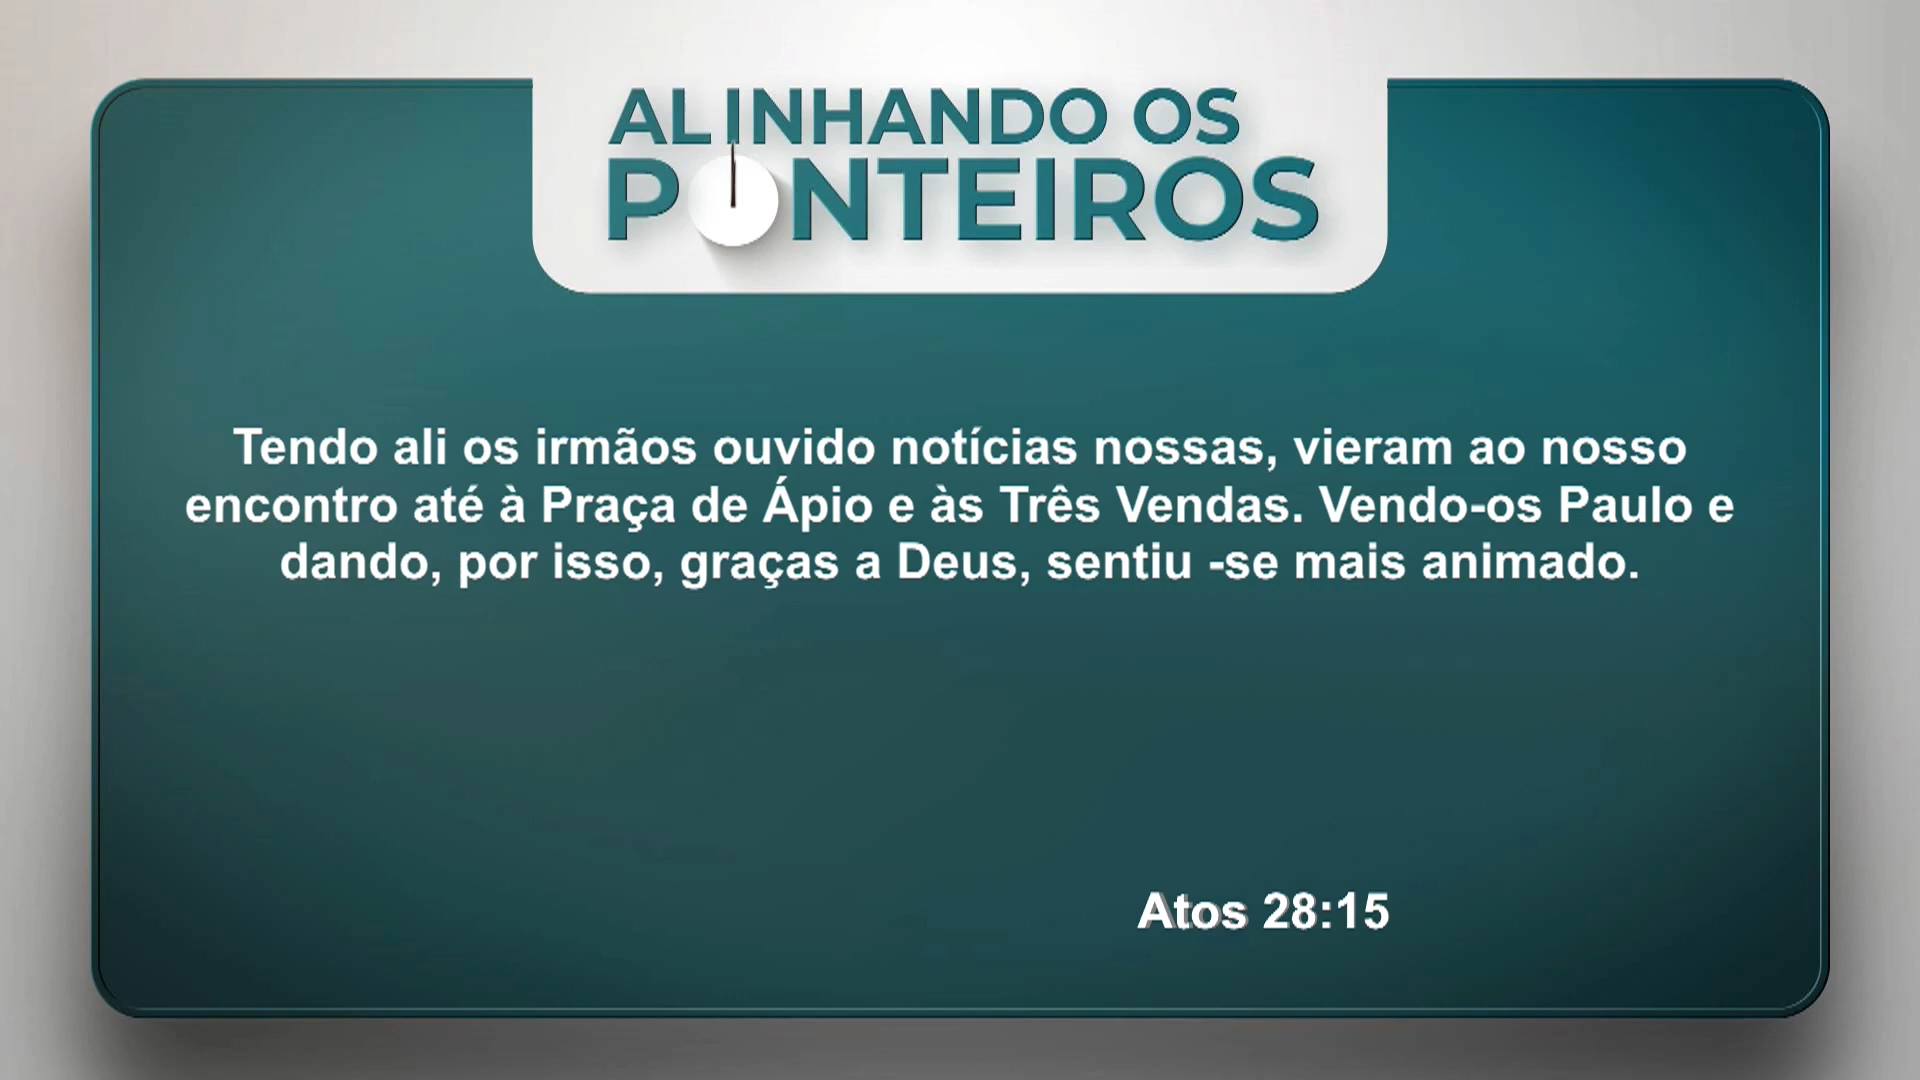 ALINHANDO OS
PONTEIROS
Tendo ali os irmãos ouvido notícias nossas, vieram ao nosso
encontro até à Praça de Ápio e às Três Vendas. Vendo-os Paulo e
dando, por isso, graças a Deus, sentiu -se mais animado.
Atos 28:15